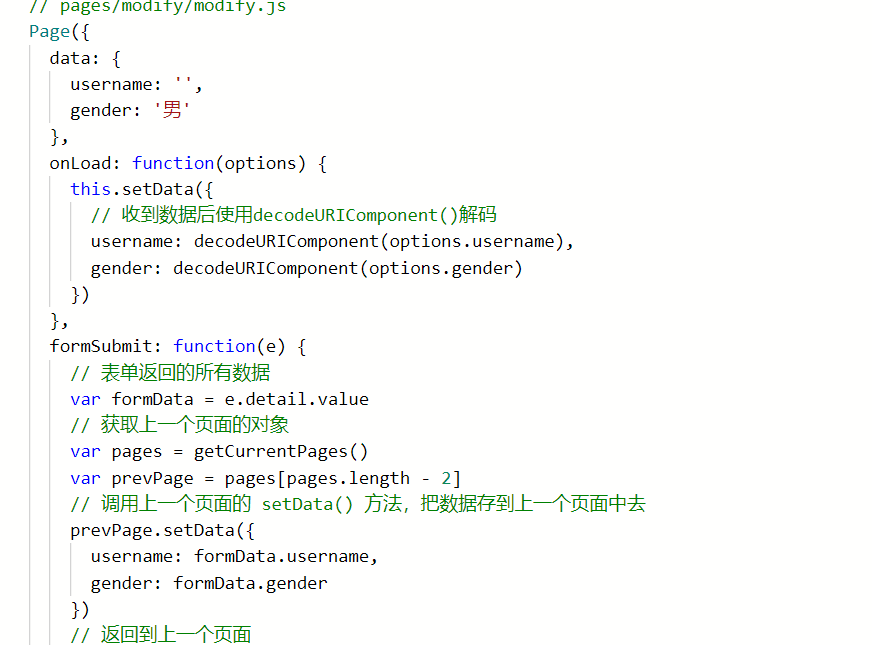 // pages/modify/modify.js
Page({
  data: {
    username: '',
    gender: '男'
  },
  onLoad: function(options) {
    this.setData({
      // 收到数据后使用decodeURIComponent()解码
      username: decodeURIComponent(options.username),
      gender: decodeURIComponent(options.gender)
    })
  },
  formSubmit: function(e) {
    // 表单返回的所有数据
    var formData = e.detail.value
    // 获取上一个页面的对象
    var pages = getCurrentPages()
    var prevPage = pages[pages.length - 2]
    // 调用上一个页面的 setData() 方法，把数据存到上一个页面中去
    prevPage.setData({
      username: formData.username,
      gender: formData.gender
    })
    // 返回到上一个页面